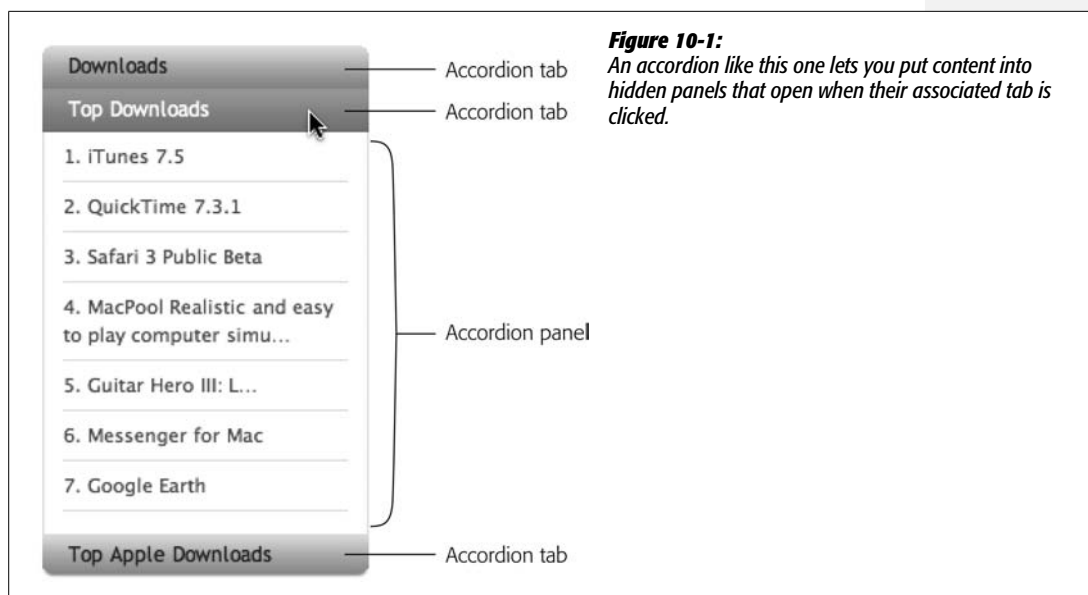 Figure 10-1:
An accordion like this one lets you put content into
hidden panels that open when their associated tab is
clicked.
Downloads
Accordion tab
Top Downloads
Accordion tab
1. iTunes 7.5
2. QuickTime 7.3.1
3. Safari 3 Public Beta
4. MacPool Realistic and easy
to play computer simu...
Accordion panel
5. Guitar Hero III: L...
6. Messenger for Mac
7. Google Earth
Top Apple Downloads
Accordion tab